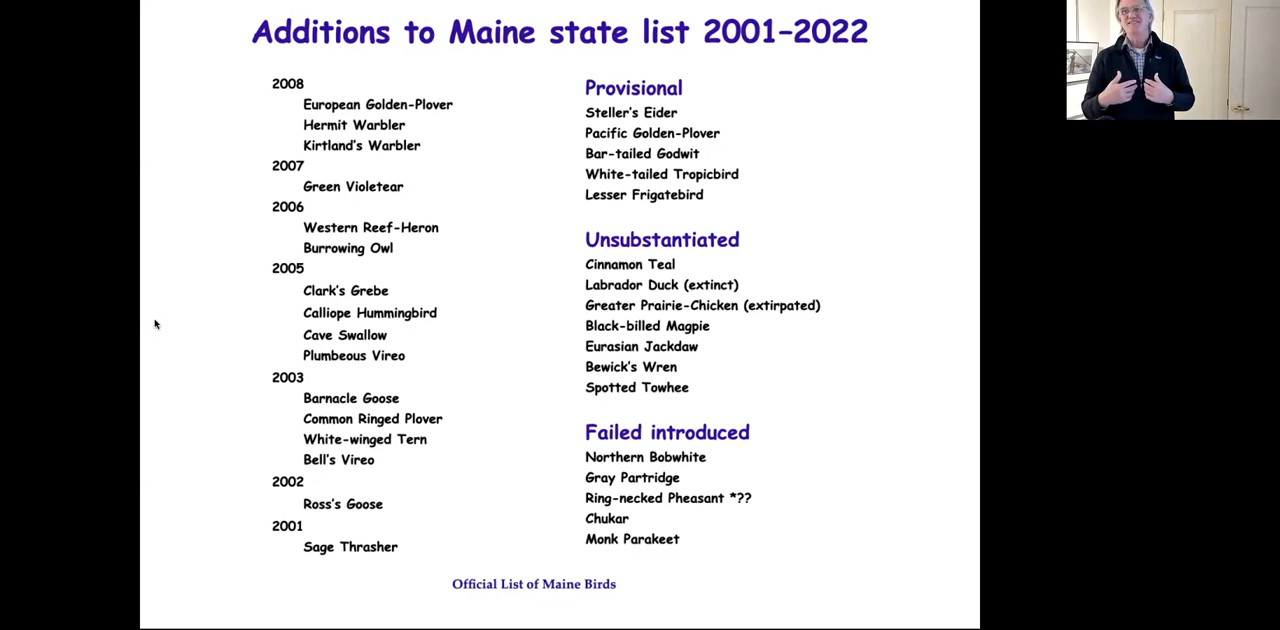 Additions to Maine state list 2001–2022
2008
European Golden-Plover
Hermit Warbler
Kirtland's Warbler
2007
Green Violetear
2006
Western Reef-Heron
Burrowing Owl
2005
Clark's Grebe
Calliope Hummingbird
Cave Swallow
Plumbeous Vireo
2003
Barnacle Goose
Common Ringed Plover
White-winged Tern
Bell's Vireo
2002
Ross's Goose
2001
Sage Thrasher
Provisional
Steller's Eider
Pacific Golden-Plover
Bar-tailed Godwit
White-tailed Tropicbird
Lesser Frigatebird
Unsubstantiated
Cinnamon Teal
Labrador Duck (extinct)
Greater Prairie-Chicken (extirpated)
Black-billed Magpie
Eurasian Jackdaw
Bewick's Wren
Spotted Towhee
Failed introduced
Northern Bobwhite
Gray Partridge
Ring-necked Pheasant *??
Chukar
Monk Parakeet
Official List of Maine Birds